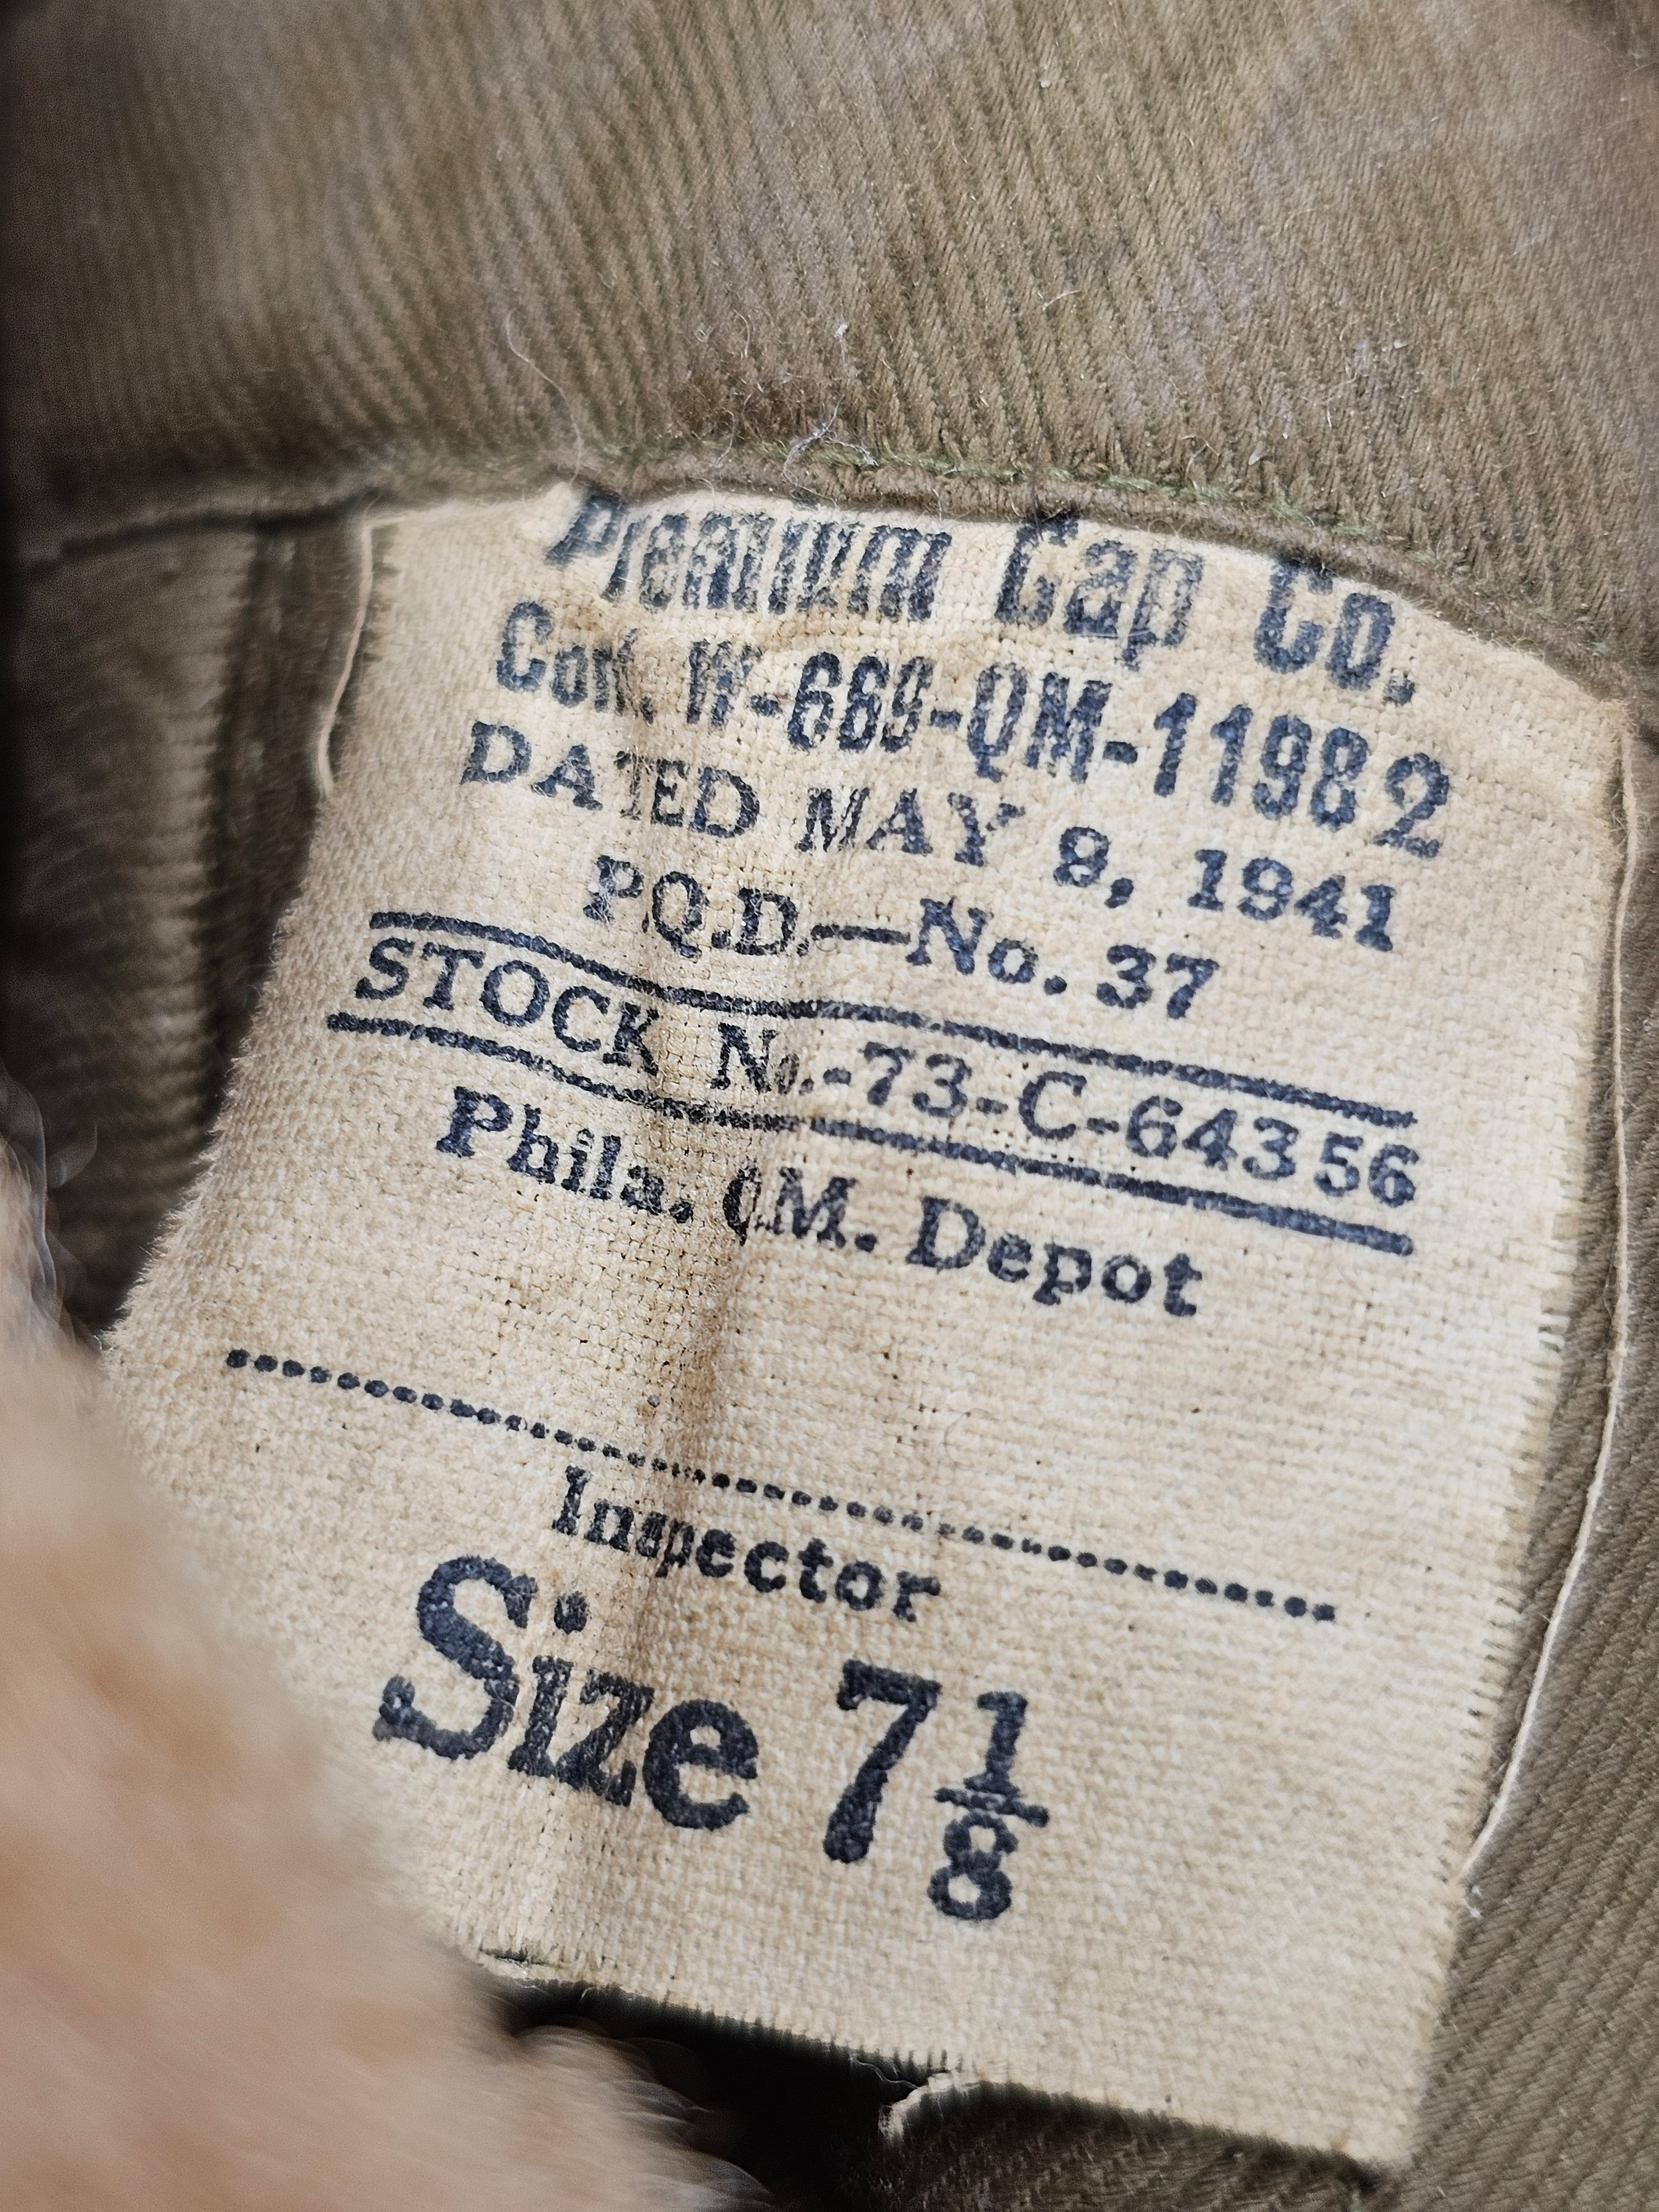 Premium Cap Co.
Cont. W-669-QM-11982
DATED MAY 9, 1941
P.Q.D.—No. 37
STOCK No.-73-C-64356
Phila. QM. Depot
Inspector
Size 7 1/8